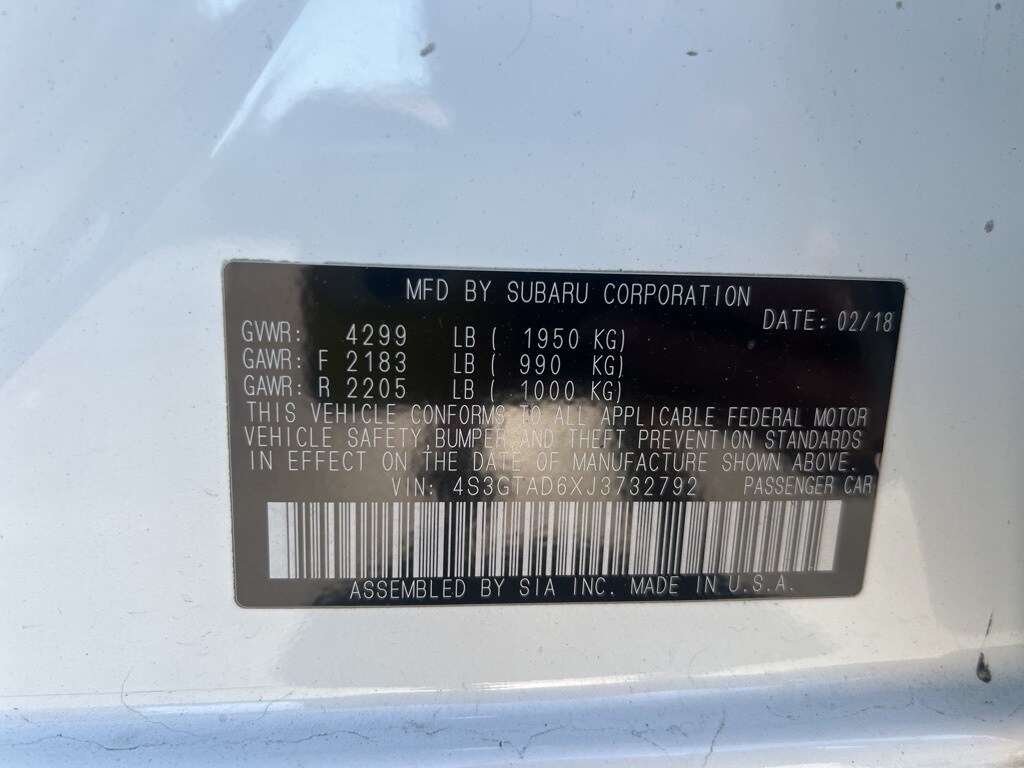 MFD BY SUBARU CORPORATION
DATE: 02/18
GVWR: 4299 LB ( 1950 KG)
GAWR: F 2183 LB ( 990 KG)
GAWR: R 2205 LB ( 1000 KG)
THIS VEHICLE CONFORMS TO ALL APPLICABLE FEDERAL MOTOR
VEHICLE SAFETY, BUMPER AND THEFT PREVENTION STANDARDS
IN EFFECT ON THE DATE OF MANUFACTURE SHOWN ABOVE.
VIN: 4S3GTAD6XJ3732792 PASSENGER CAR
ASSEMBLED BY SIA INC. MADE IN U.S.A.